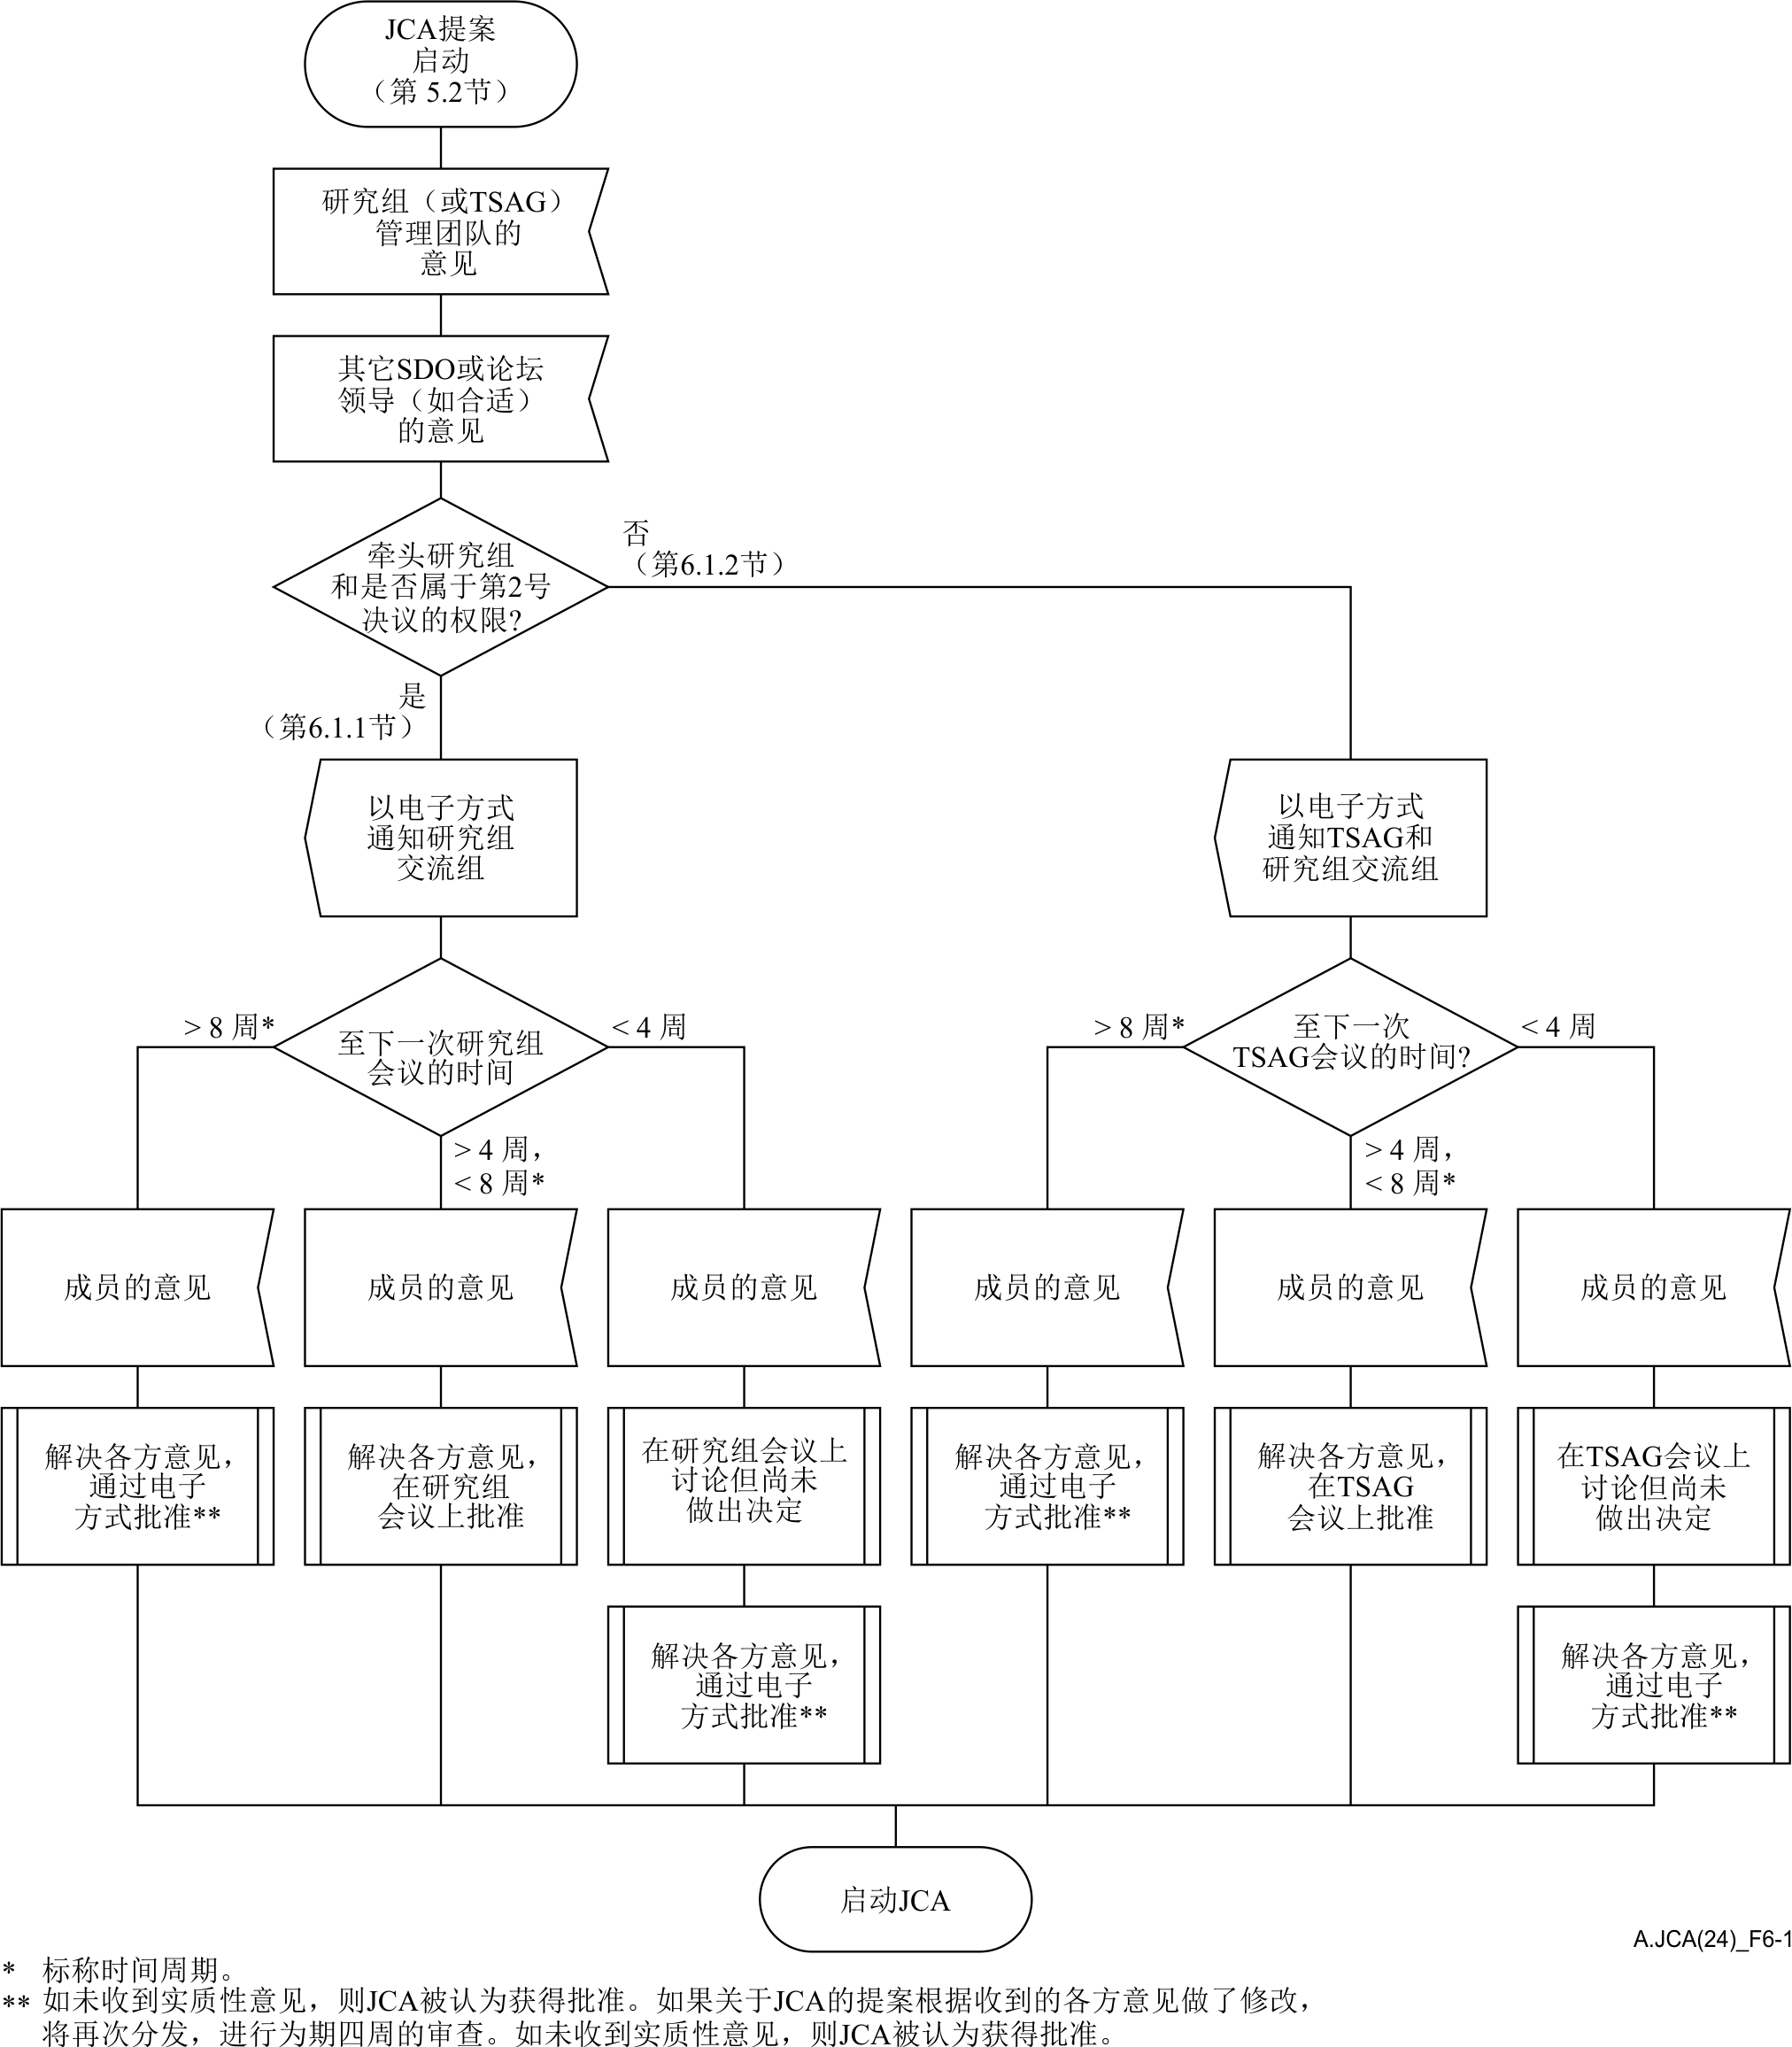 JCA提案
启动
（第 5.2节）
研究组（或TSAG）
管理团队的
意见
其它SDO或论坛
领导（如合适）
的意见
牵头研究组
和是否属于第2号
决议的权限?
否
（第6.1.2节）
是
（第6.1.1节）
以电子方式
通知研究组
交流组
以电子方式
通知TSAG和
研究组交流组
> 8 周*
至下一次研究组
会议的时间
< 4 周
> 4 周，
< 8 周*
> 8 周*
至下一次
TSAG会议的时间?
< 4 周
> 4 周，
< 8 周*
成员的意见
成员的意见
成员的意见
成员的意见
成员的意见
成员的意见
解决各方意见，
通过电子
方式批准**
解决各方意见，
在研究组
会议上批准
在研究组会议上
讨论但尚未
做出决定
解决各方意见，
通过电子
方式批准**
解决各方意见，
在TSAG
会议上批准
在TSAG会议上
讨论但尚未
做出决定
解决各方意见，
通过电子
方式批准**
解决各方意见，
通过电子
方式批准**
启动JCA
A.JCA(24)_F6-1
* 标称时间周期。
** 如未收到实质性意见，则JCA被认为获得批准。如果关于JCA的提案根据收到的各方意见做了修改，
将再次分发，进行为期四周的审查。如未收到实质性意见，则JCA被认为获得批准。